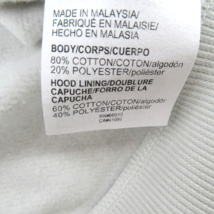 MADE IN MALAYSIA/
FABRIQUÉ EN MALAISIE/
HECHO EN MALASIA
BODY/CORPS/CUERPO
80% COTTON/COTON/algodón
20% POLYESTER/poliéster
HOOD LINING/DOUBLURE
CAPUCHE/FORRO DE LA
CAPUCHA
60% COTTON/COTON/algodón
40% POLYESTER/poliéster